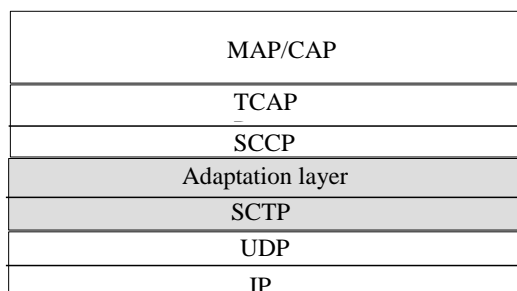 MAP/CAP
TCAP
SCCP
Adaptation layer
SCTP
UDP
IP